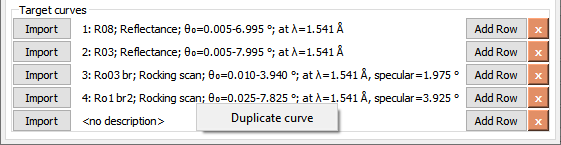 Target curves
Import 1: R08; Reflectance; θ₀=0.005-6.995 °; at λ=1.541 Å Add Row x
Import 2: R03; Reflectance; θ₀=0.005-7.995 °; at λ=1.541 Å Add Row x
Import 3: Ro03 br; Rocking scan; θ₀=0.010-3.940 °; at λ=1.541 Å, specular=1.975 ° Add Row x
Import 4: Ro1 br2; Rocking scan; θ₀=0.025-7.825 °; at λ=1.541 Å, specular=3.925 ° Add Row x
Import <no description> Add Row x
Duplicate curve